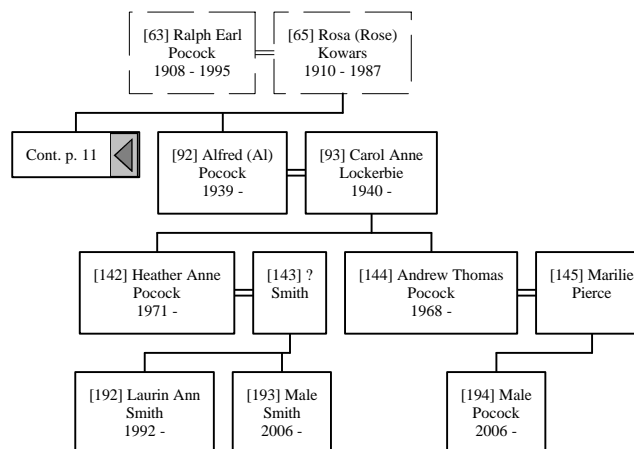 [63] Ralph Earl
Pocock
1908 - 1995
[65] Rosa (Rose)
Kowars
1910 - 1987
Cont. p. 11
[92] Alfred (Al)
Pocock
1939 -
[93] Carol Anne
Lockerbie
1940 -
[142] Heather Anne
Pocock
1971 -
[143] ?
Smith
[144] Andrew Thomas
Pocock
1968 -
[145] Marilie
Pierce
[192] Laurin Ann
Smith
1992 -
[193] Male
Smith
2006 -
[194] Male
Pocock
2006 -